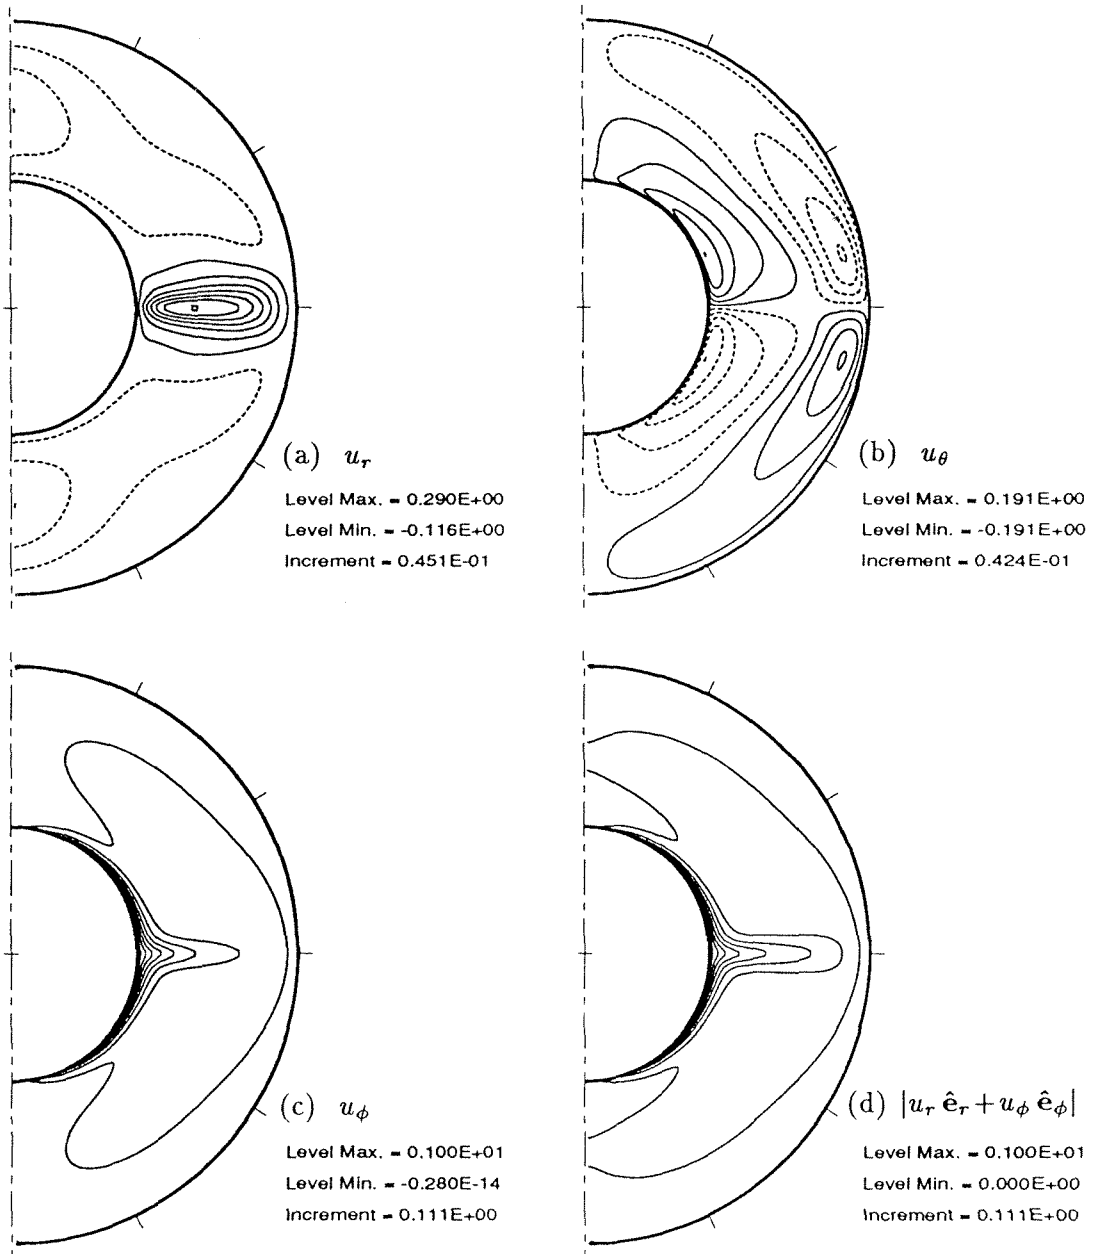 (a) u_r
Level Max. = 0.290E+00
Level Min. = -0.116E+00
Increment = 0.451E-01
(b) u_θ
Level Max. = 0.191E+00
Level Min. = -0.191E+00
Increment = 0.424E-01
(c) u_ϕ
Level Max. = 0.100E+01
Level Min. = -0.280E-14
Increment = 0.111E+00
(d) |u_r ê_r + u_ϕ ê_ϕ|
Level Max. = 0.100E+01
Level Min. = 0.000E+00
Increment = 0.111E+00